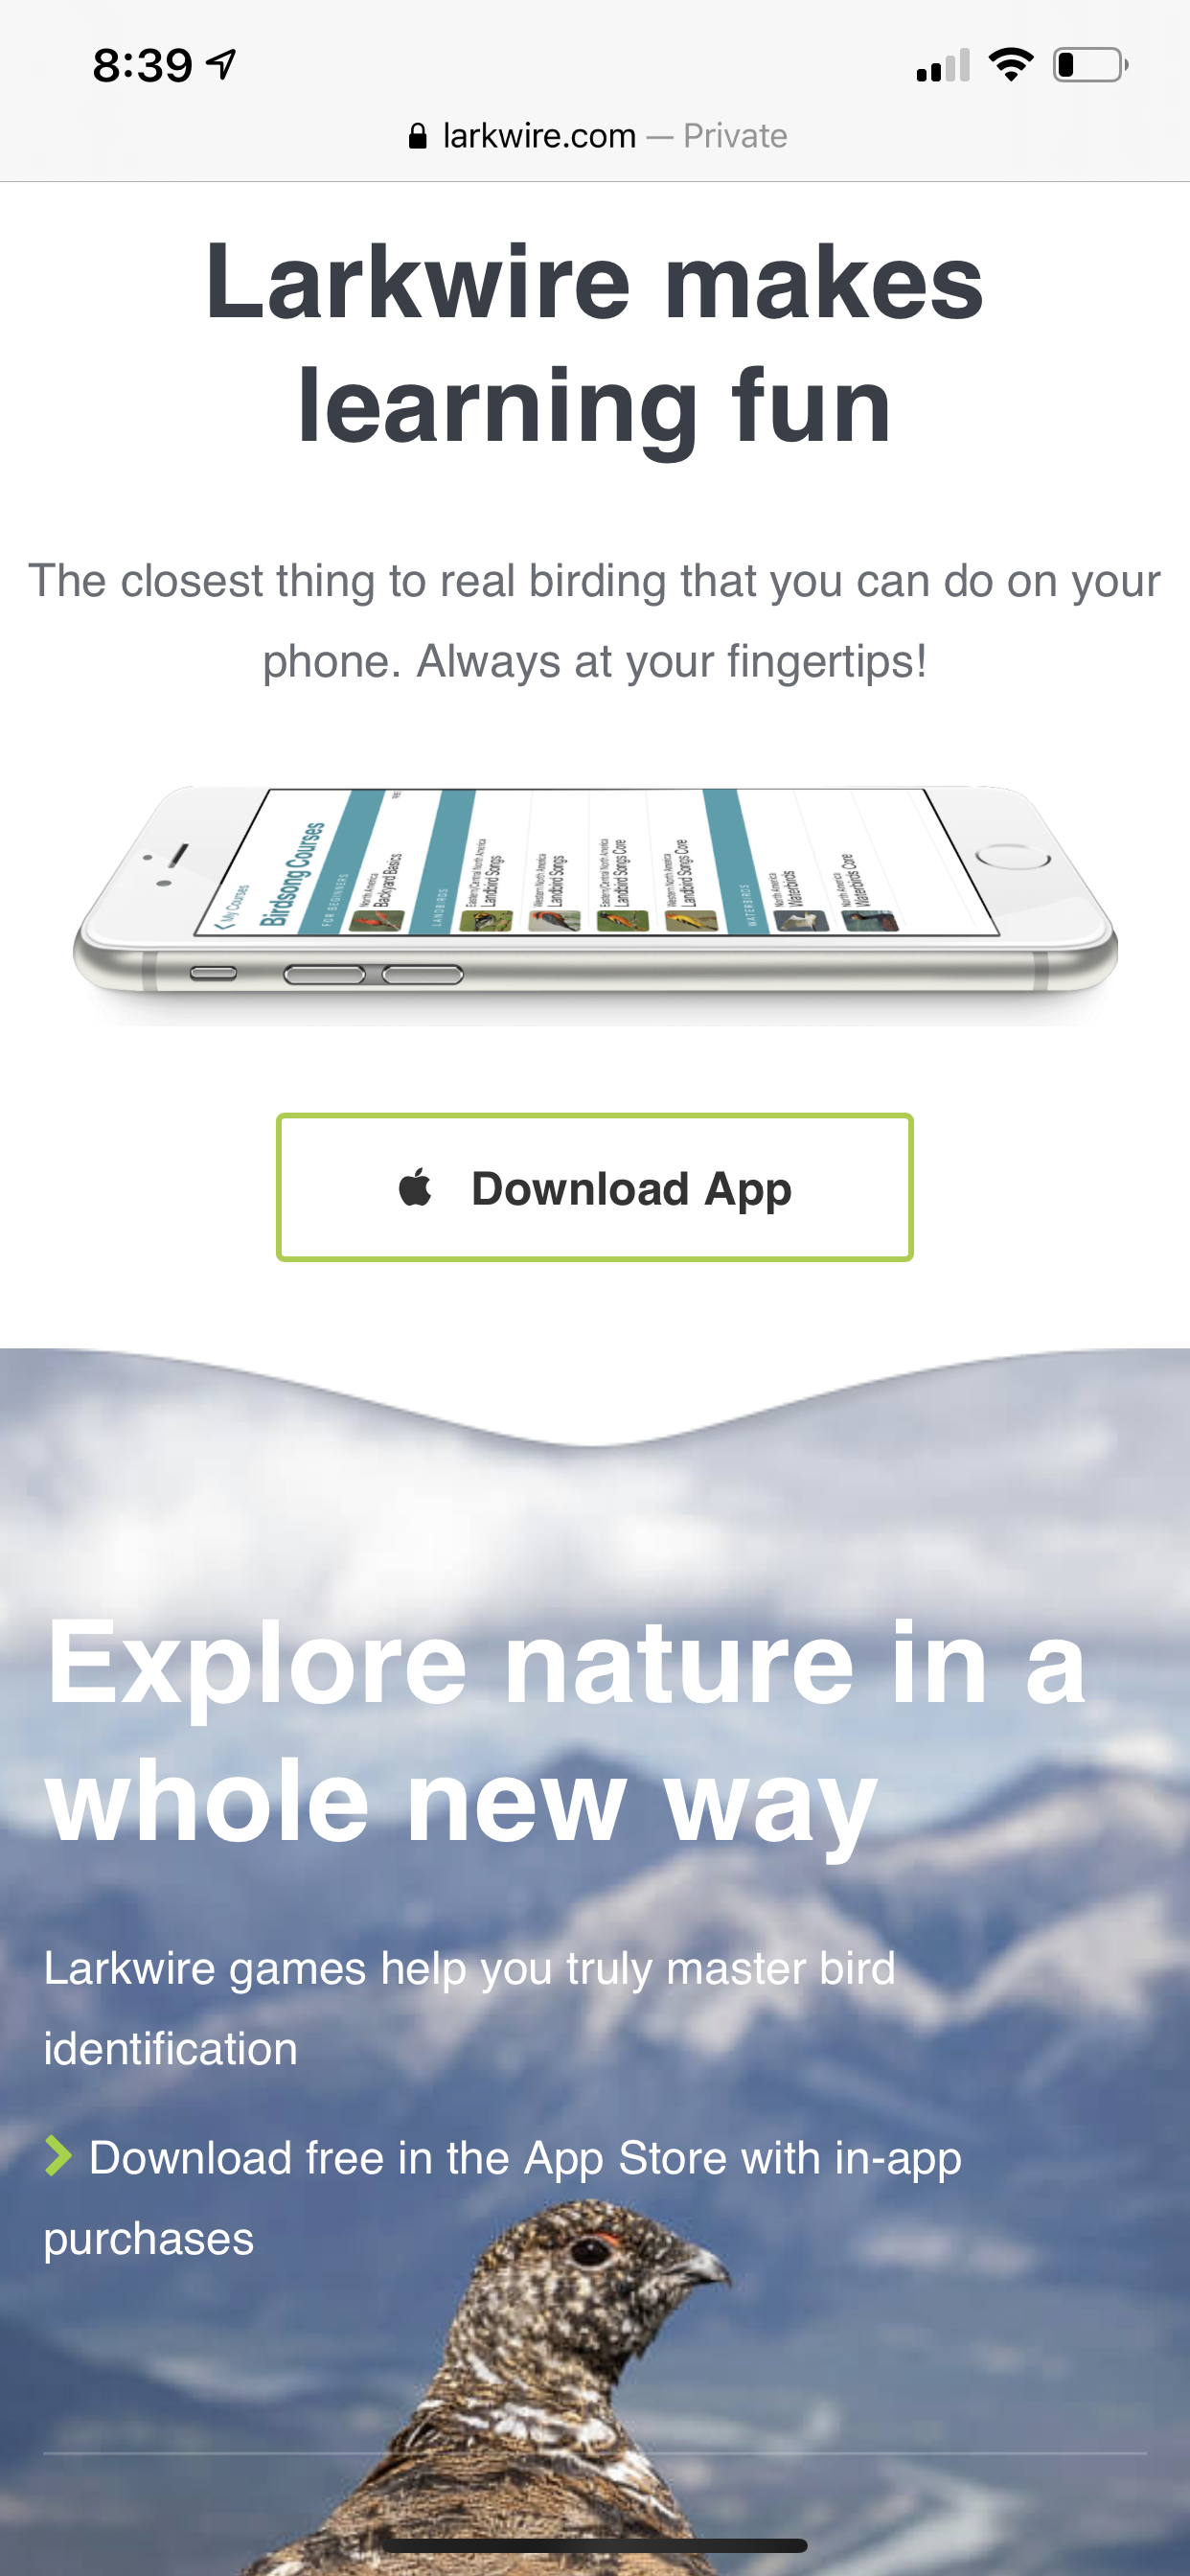 8:39
larkwire.com — Private
Larkwire makes
learning fun
The closest thing to real birding that you can do on your
phone. Always at your fingertips!
My Courses
Birdsong Courses
FOR BEGINNERS
North America
Backyard Basics
LANDBIRDS
Eastern/Central North America
Landbird Songs
Western North America
Landbird Songs
Eastern/Central North America
Landbird Songs Core
Western North America
Landbird Songs Core
WATERBIRDS
North America
Waterbirds
North America
Waterbirds Core
Download App
Explore nature in a
whole new way
Larkwire games help you truly master bird
identification
Download free in the App Store with in-app
purchases